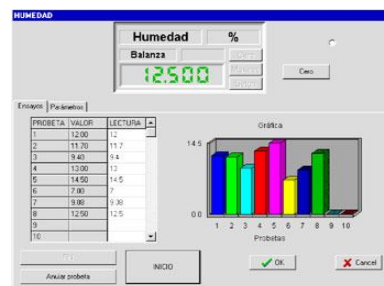 HUMEDAD
Humedad %
Balanza
12.500
Cero
Ensayos Parámetros
PROBETA VALOR LECTURA
1 12.00 12
2 11.70 11.7
3 9.40 9.4
4 13.00 13
5 14.50 14.5
6 7.00 7
7 9.08 9.08
8 12.50 12.5
9
10
Gráfica
14.5
0.0
1 2 3 4 5 6 7 8 9 10
Probetas
Anular probeta
INICIO
OK
Cancel